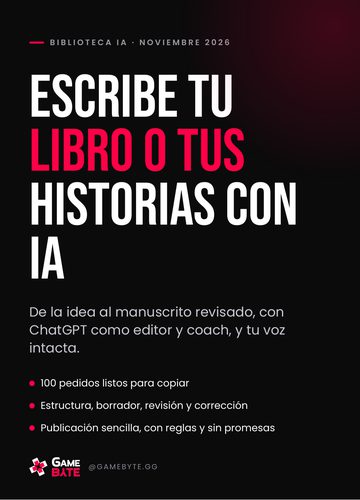 BIBLIOTECA IA · NOVIEMBRE 2026
ESCRIBE TU
LIBRO O TUS
HISTORIAS CON
IA
De la idea al manuscrito revisado, con
ChatGPT como editor y coach, y tu voz
intacta.
100 pedidos listos para copiar
Estructura, borrador, revisión y corrección
Publicación sencilla, con reglas y sin promesas
GAME
BATE
@GAMEBYTE.GG